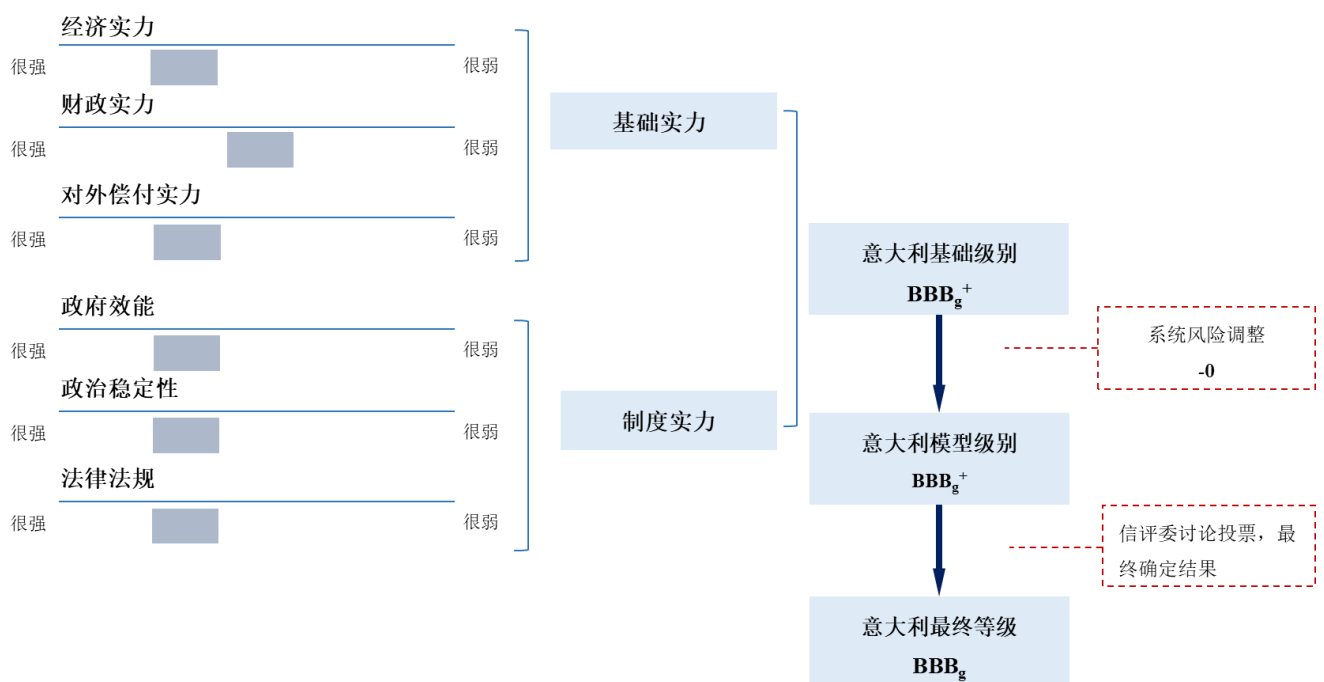 经济实力
很强
很弱
财政实力
很强
很弱
对外偿付实力
很强
很弱
政府效能
很强
很弱
政治稳定性
很强
很弱
法律法规
很强
很弱
基础实力
制度实力
意大利基础级别
BBBg+
系统风险调整
-0
意大利模型级别
BBBg+
信评委讨论投票，最
终确定结果
意大利最终等级
BBBg